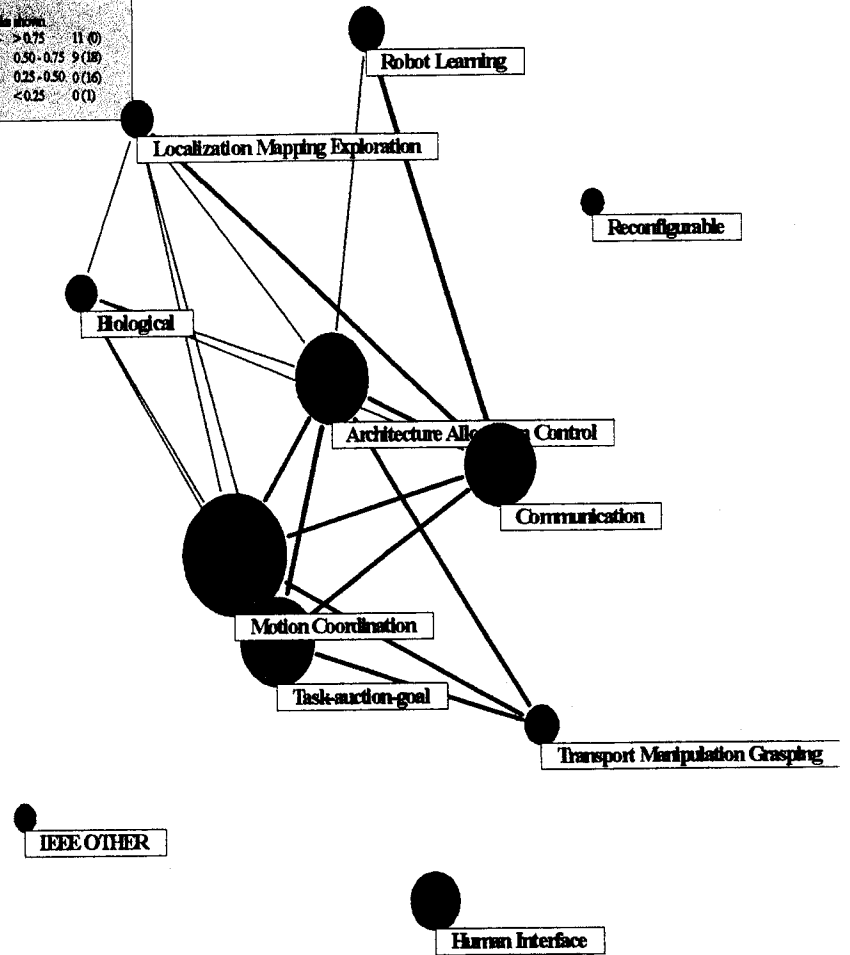 shown
> 0.75 11 (0)
0.50 - 0.75 9 (18)
0.25 - 0.50 0 (16)
< 0.25 0 (1)
Robot Learning
Localization Mapping Exploration
Reconfigurable
Biological
Architecture Control
Communication
Motion Coordination
Task-auction-goal
Transport Manipulation Grasping
IEEE OTHER
Human Interface